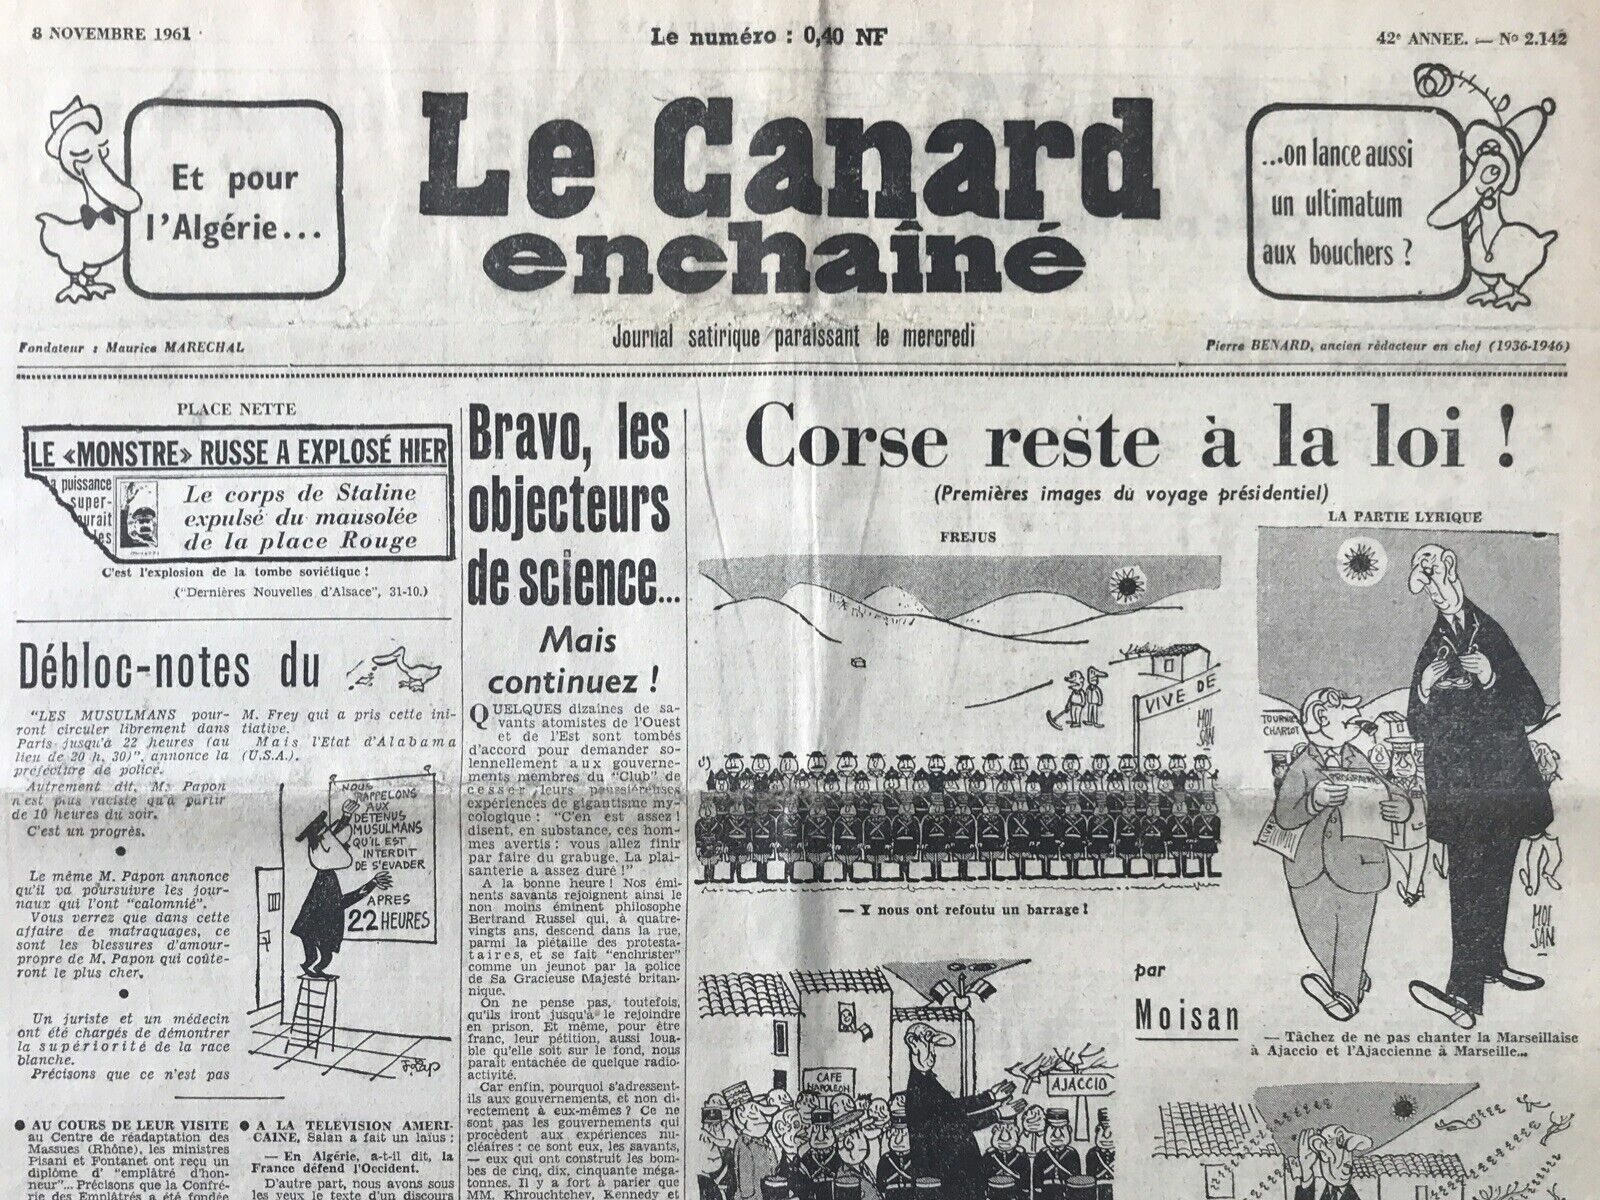 8 NOVEMBRE 1961
Le numéro : 0,40 NF
42e ANNEE. — No 2.142
Et pour
l'Algérie...
Le Canard
enchaîné
...on lance aussi
un ultimatum
aux bouchers ?
Fondateur : Maurice MARECHAL
Journal satirique paraissant le mercredi
Pierre BENARD, ancien rédacteur en chef (1936-1946)
PLACE NETTE
LE «MONSTRE» RUSSE A EXPLOSÉ HIER
puissance
super-
urait
les
Le corps de Staline
expulsé du mausolée
de la place Rouge
C'est l'explosion de la tombe soviétique !
("Dernières Nouvelles d'Alsace", 31-10.)
Débloc-notes du
"LES MUSULMANS pour-
ront circuler librement dans
Paris jusqu'à 22 heures (au
lieu de 20 h. 30)", annonce la
préfecture de police.
Autrement dit, M. Papon
n'est plus raciste qu'à partir
de 10 heures du soir.
C'est un progrès.
Le même M. Papon annonce
qu'il va poursuivre les jour-
naux qui l'ont "calomnié".
Vous verrez que dans cette
affaire de matraquages, ce
sont les blessures d'amour-
propre de M. Papon qui coûte-
ront le plus cher.
Un juriste et un médecin
ont été chargés de démontrer
la supériorité de la race
blanche.
Précisons que ce n'est pas
M. Frey qui a pris cette ini-
tiative.
Mais l'Etat d'Alabama
(U.S.A.).
NOUS
RAPPELONS
AUX
DÉTENUS
MUSULMANS
QU'IL EST
INTERDIT
DE S'EVADER
APRES
22 HEURES
● AU COURS DE LEUR VISITE
au Centre de réadaptation des
Massues (Rhône), les ministres
Pisani et Fontanet ont reçu un
diplôme d' "emplâtré d'hon-
neur"... Précisons que la Confré-
rie des Emplâtrés a été fondée
● A LA TELEVISION AMERI-
CAINE, Salan a fait un laïus :
— En Algérie, a-t-il dit, la
France défend l'Occident.
D'autre part, nous avons sous
les yeux le texte d'un discours
Bravo, les
objecteurs
de science...
Mais
continuez !
QUELQUES dizaines de sa-
vants atomistes de l'Ouest
et de l'Est sont tombés
d'accord pour demander so-
lennellement aux gouverne-
ments membres du "Club" de
cesser leurs poussiéreuses
expériences de gigantisme my-
cologique : "C'en est assez !
disent, en substance, ces hom-
mes avertis : vous allez finir
par faire du grabuge. La plai-
santerie a assez duré !"
A la bonne heure ! Nos émi-
nents savants rejoignent ainsi le
non moins éminent philosophe
Bertrand Russel qui, à quatre-
vingts ans, descend dans la rue,
parmi la piétaille des protesta-
taires, et se fait "enchrister"
comme un jeunot par la police
de Sa Gracieuse Majesté britan-
nique.
On ne pense pas, toutefois,
qu'ils iront jusqu'à le rejoindre
en prison. Et même, pour être
franc, leur pétition, aussi loua-
ble qu'elle soit sur le fond, nous
paraît entachée de quelque radio-
activité.
Car enfin, pourquoi s'adressent-
ils aux gouvernements, et non di-
rectement à eux-mêmes ? Ce ne
sont pas les gouvernements qui
procèdent aux expériences nu-
cléaires : ce sont eux, les savants,
— eux qui ont construit les bom-
bes de cinq, dix, cinquante méga-
tonnes. Il y a fort à parier que
MM. Khrouchtchev, Kennedy et
Corse reste à la loi !
(Premières images du voyage présidentiel)
FREJUS
VIVE DE
MOISAN
— Y nous ont refoutu un barrage !
LA PARTIE LYRIQUE
TOURNÉE
CHARLOT
PROGRAMME
MOISAN
— Tâchez de ne pas chanter la Marseillaise
à Ajaccio et l'Ajaccienne à Marseille...
par
Moisan
CAFE
NAPOLEON
AJACCIO